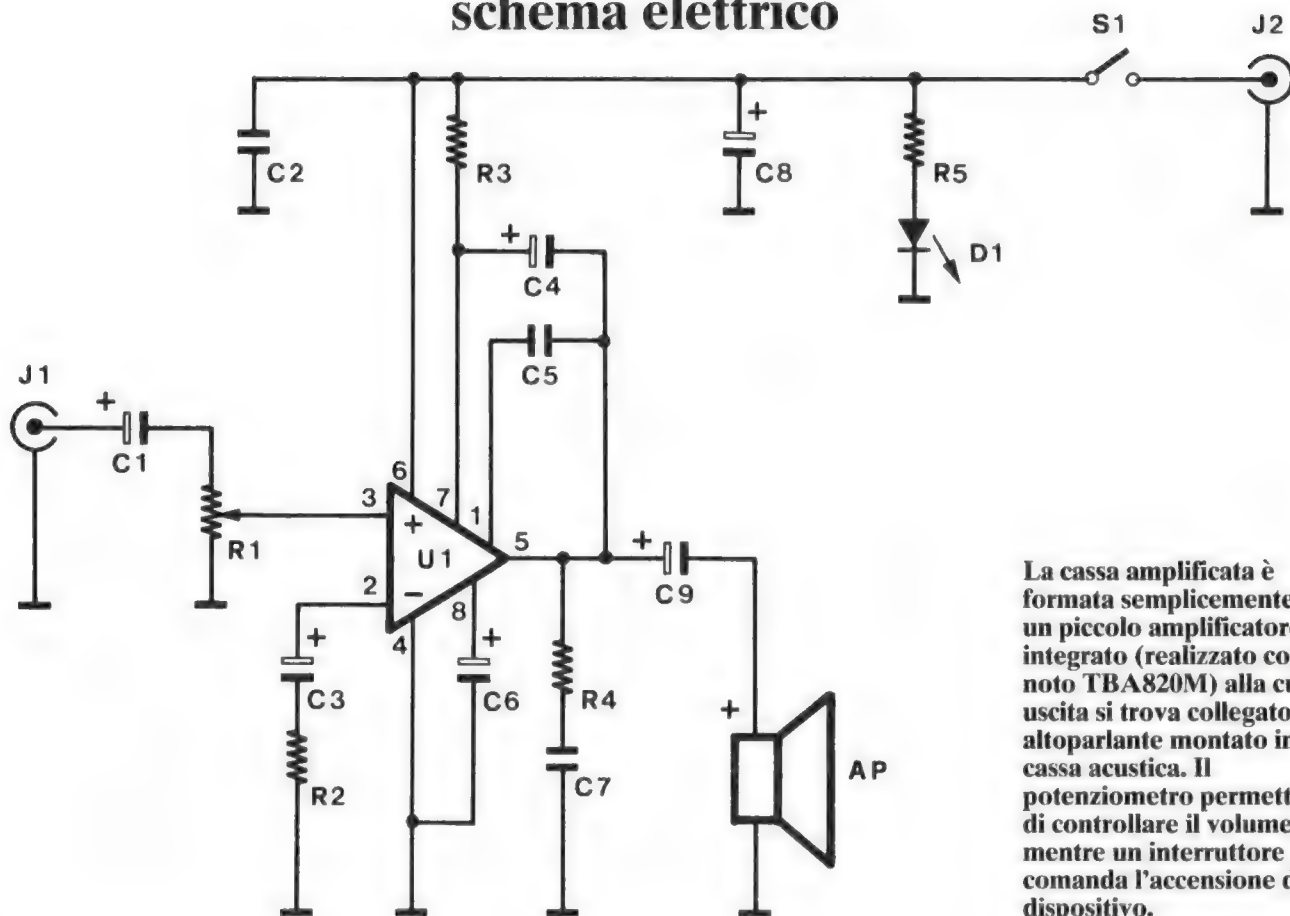 schema elettrico
S1
J2
C2
R3
+
C8
R5
+
C4
D1
C5
J1
+
C1
6
3
7
1
+
R1
U1
5
+
2
−
8
C9
4
+
+
C3
C6
R4
+
R2
C7
AP
La cassa amplificata è
formata semplicemente
un piccolo amplificatore
integrato (realizzato co
noto TBA820M) alla cu
uscita si trova collegato
altoparlante montato in
cassa acustica. Il
potenziometro permett
di controllare il volume
mentre un interruttore
comanda l'accensione d
dispositivo.